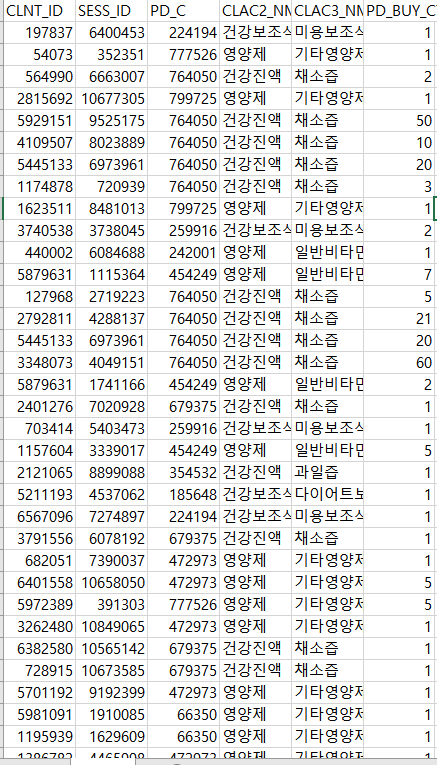 CLNT_ID SESS_ID PD_C CLAC2_NM CLAC3_NM PD_BUY_C
197837 6400453 224194 건강보조식 미용보조식 1
54073 352351 777526 영양제 기타영양제 1
564990 6663007 764050 건강진액 채소즙 2
2815692 10677305 799725 영양제 기타영양제 1
5929151 9525175 764050 건강진액 채소즙 50
4109507 8023889 764050 건강진액 채소즙 10
5445133 6973961 764050 건강진액 채소즙 20
1174878 720939 764050 건강진액 채소즙 3
1623511 8481013 799725 영양제 기타영양제 1
3740538 3738045 259916 건강보조식 미용보조식 2
440002 6084688 242001 영양제 일반비타민 1
5879631 1115364 454249 영양제 일반비타민 7
127968 2719223 764050 건강진액 채소즙 5
2792811 4288137 764050 건강진액 채소즙 21
5445133 6973961 764050 건강진액 채소즙 20
3348073 4049151 764050 건강진액 채소즙 60
5879631 1741166 454249 영양제 일반비타민 2
2401276 7020928 679375 건강진액 채소즙 1
703414 5403473 259916 건강보조식 미용보조식 1
1157604 3339017 454249 영양제 일반비타민 5
2121065 8899088 354532 건강진액 과일즙 1
5211193 4537062 185648 건강보조식 다이어트보 1
6567096 7274897 224194 건강보조식 미용보조식 1
3791556 6078192 679375 건강진액 채소즙 1
682051 7390037 472973 영양제 기타영양제 1
6401558 10658050 472973 영양제 기타영양제 5
5972389 391303 777526 영양제 기타영양제 5
3262480 10849065 472973 영양제 기타영양제 1
6382580 10565142 679375 건강진액 채소즙 1
728915 10673585 679375 건강진액 채소즙 1
5701192 9192399 472973 영양제 기타영양제 1
5981091 1910085 66350 영양제 기타영양제 1
1195939 1629609 66350 영양제 기타영양제 1
1386782 4465008 472973 영양제 기타영양제 1